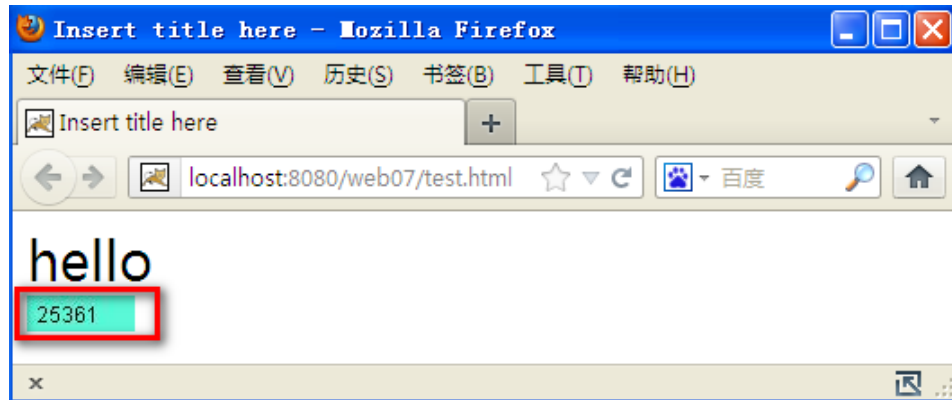 Insert title here - Mozilla Firefox
文件(F) 编辑(E) 查看(V) 历史(S) 书签(B) 工具(T) 帮助(H)
Insert title here
localhost:8080/web07/test.html 百度
hello
25361